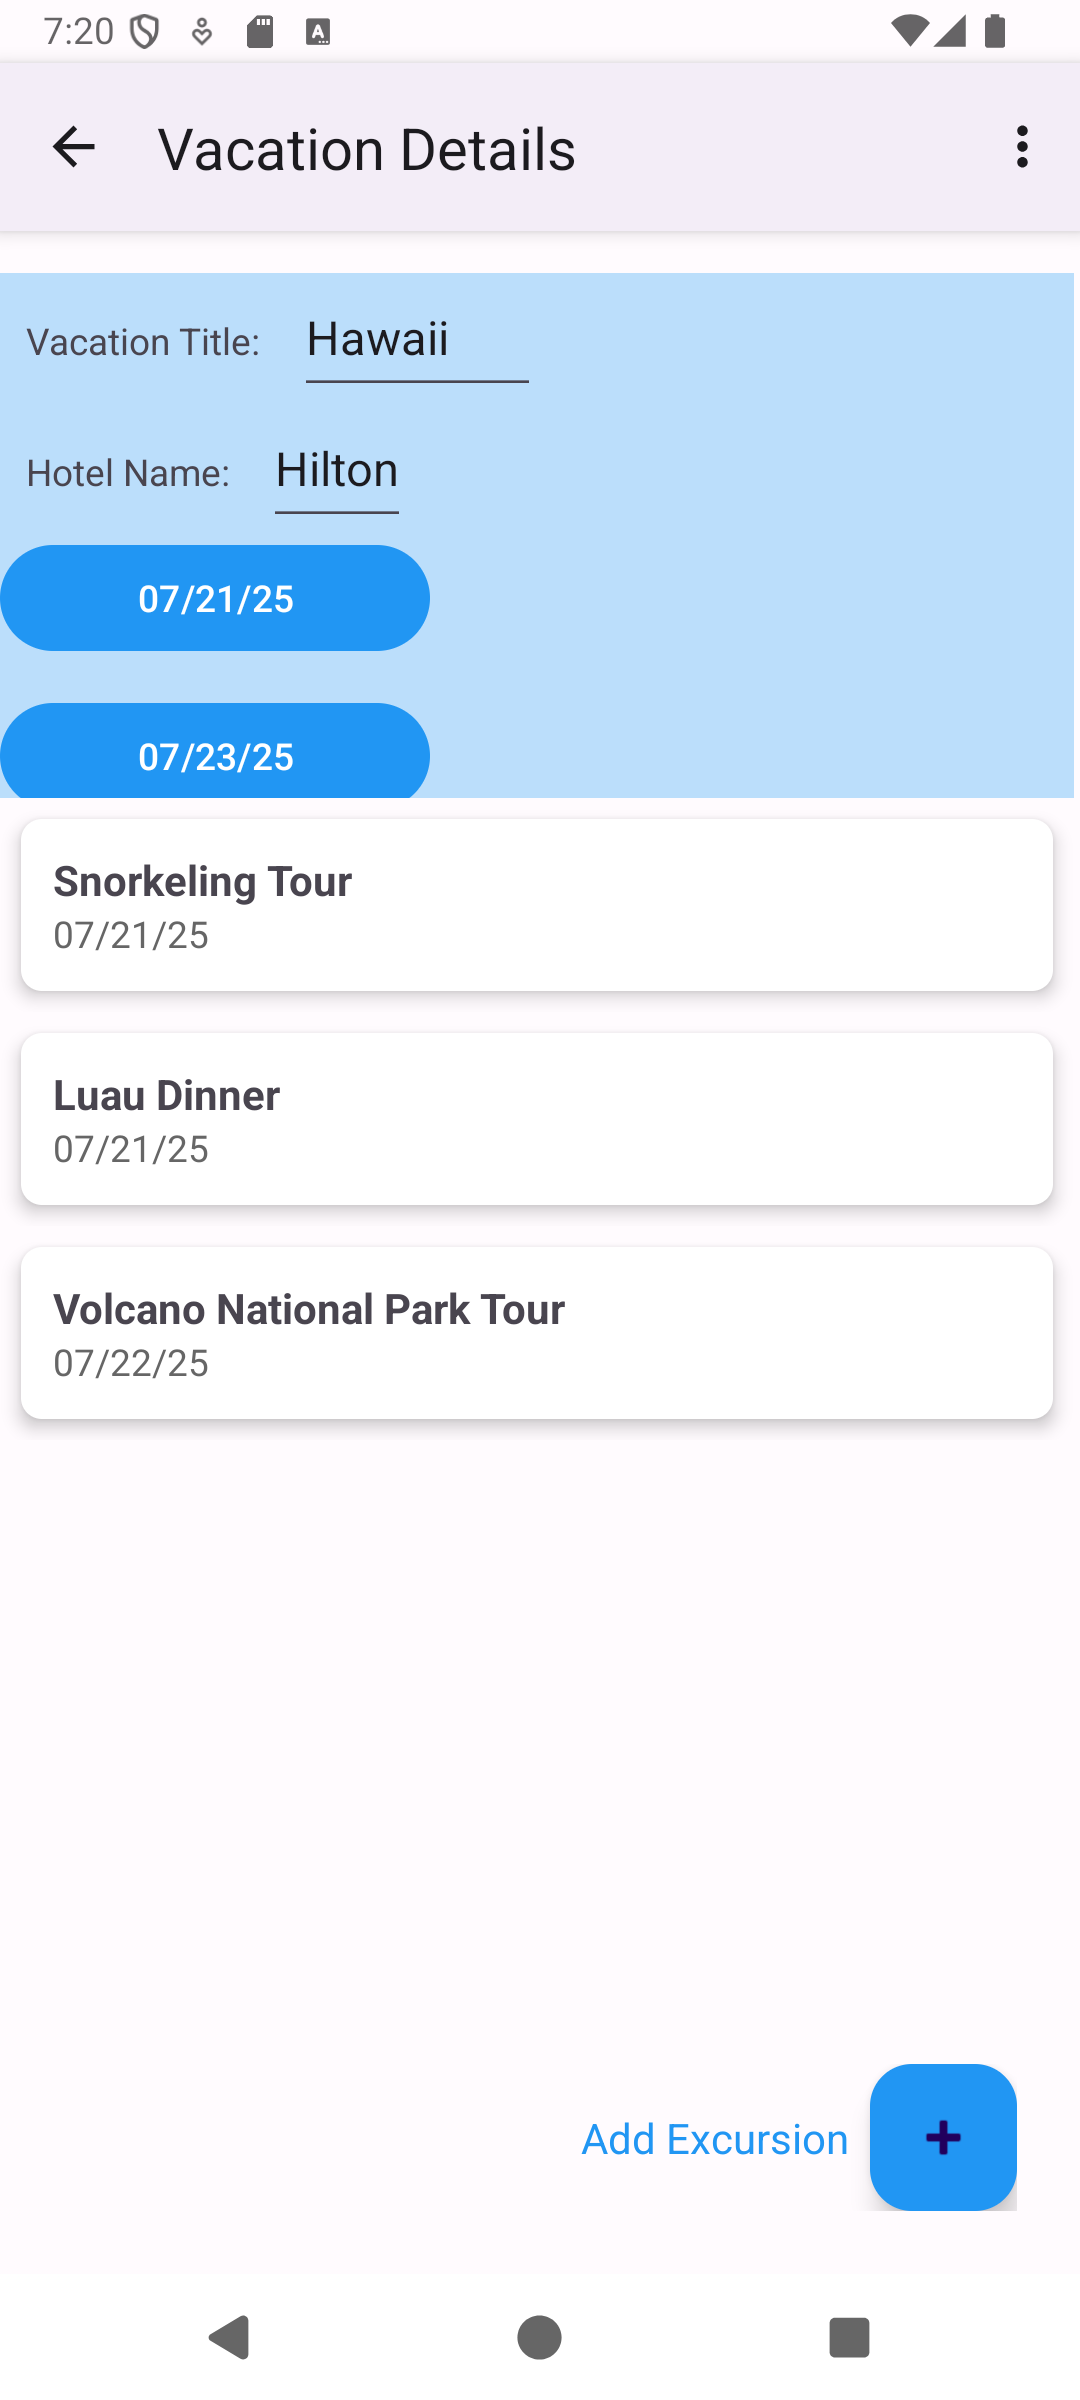 7:20
Vacation Details
Vacation Title: Hawaii
Hotel Name: Hilton
07/21/25
07/23/25
Snorkeling Tour
07/21/25
Luau Dinner
07/21/25
Volcano National Park Tour
07/22/25
Add Excursion